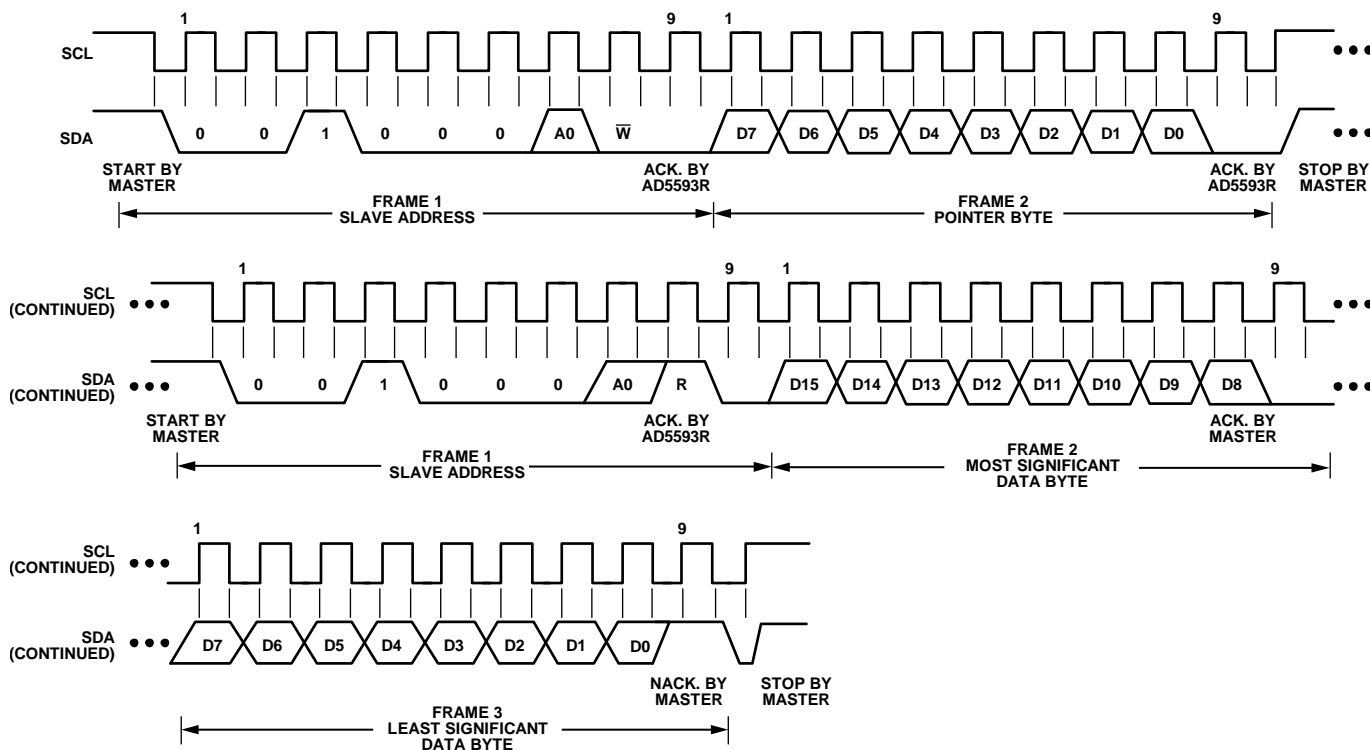 1 9 1 9
SCL
SDA
0 0 1 0 0 0 A0 W̅ D7 D6 D5 D4 D3 D2 D1 D0
START BY
MASTER
ACK. BY
AD5593R
ACK. BY
AD5593R
STOP BY
MASTER
FRAME 1
SLAVE ADDRESS
FRAME 2
POINTER BYTE
1 9 1 9
SCL
(CONTINUED)
SDA
(CONTINUED)
0 0 1 0 0 0 A0 R D15 D14 D13 D12 D11 D10 D9 D8
START BY
MASTER
ACK. BY
AD5593R
ACK. BY
MASTER
FRAME 1
SLAVE ADDRESS
FRAME 2
MOST SIGNIFICANT
DATA BYTE
1 9
SCL
(CONTINUED)
SDA
(CONTINUED)
D7 D6 D5 D4 D3 D2 D1 D0
NACK. BY
MASTER
STOP BY
MASTER
FRAME 3
LEAST SIGNIFICANT
DATA BYTE